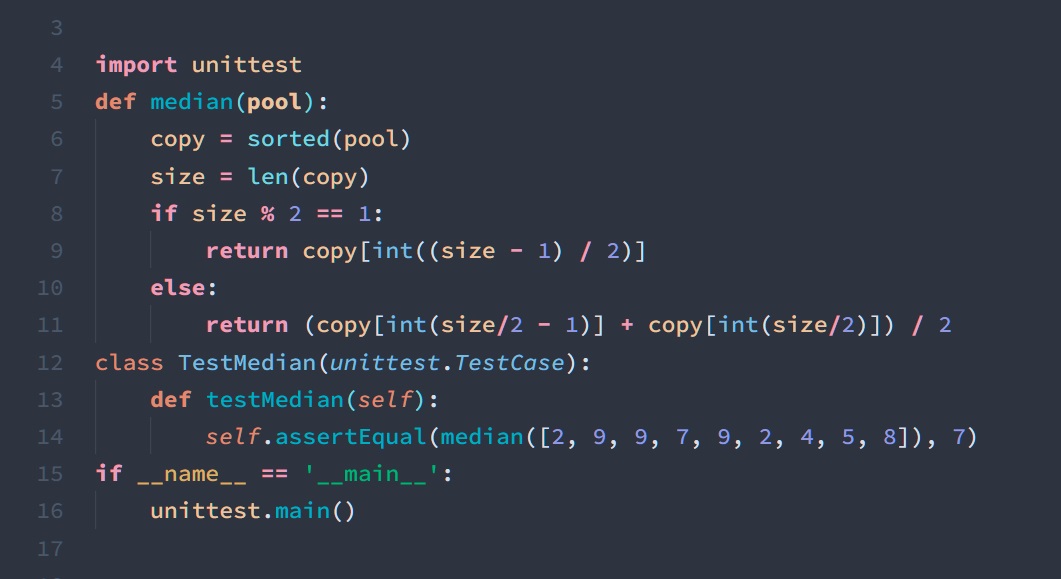 3
4 import unittest
5 def median(pool):
6     copy = sorted(pool)
7     size = len(copy)
8     if size % 2 == 1:
9         return copy[int((size - 1) / 2)]
10     else:
11         return (copy[int(size/2 - 1)] + copy[int(size/2)]) / 2
12 class TestMedian(unittest.TestCase):
13     def testMedian(self):
14         self.assertEqual(median([2, 9, 9, 7, 9, 2, 4, 5, 8]), 7)
15 if __name__ == '__main__':
16     unittest.main()
17